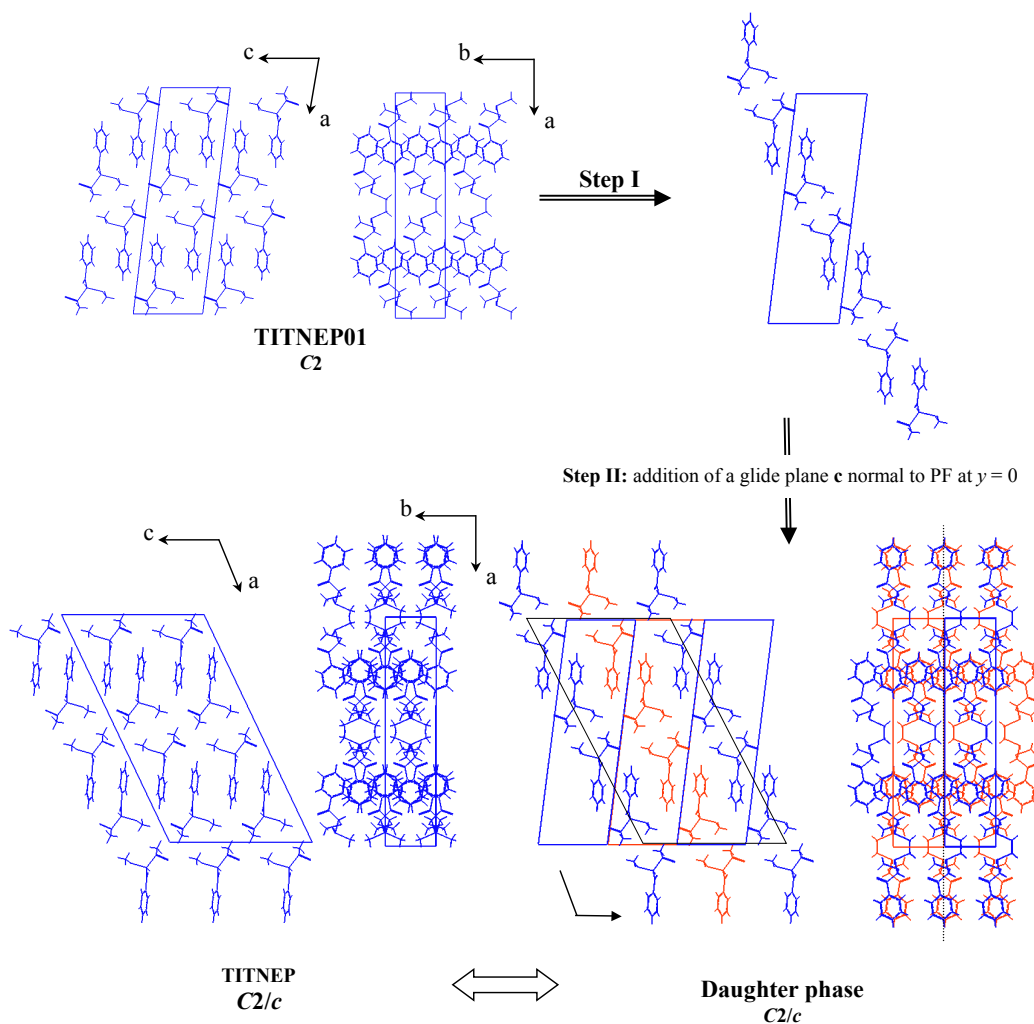 c
a
b
a
Step I
TITNEP01
C2
Step II: addition of a glide plane c normal to PF at y = 0
c
a
b
a
TITNEP
C2/c
Daughter phase
C2/c